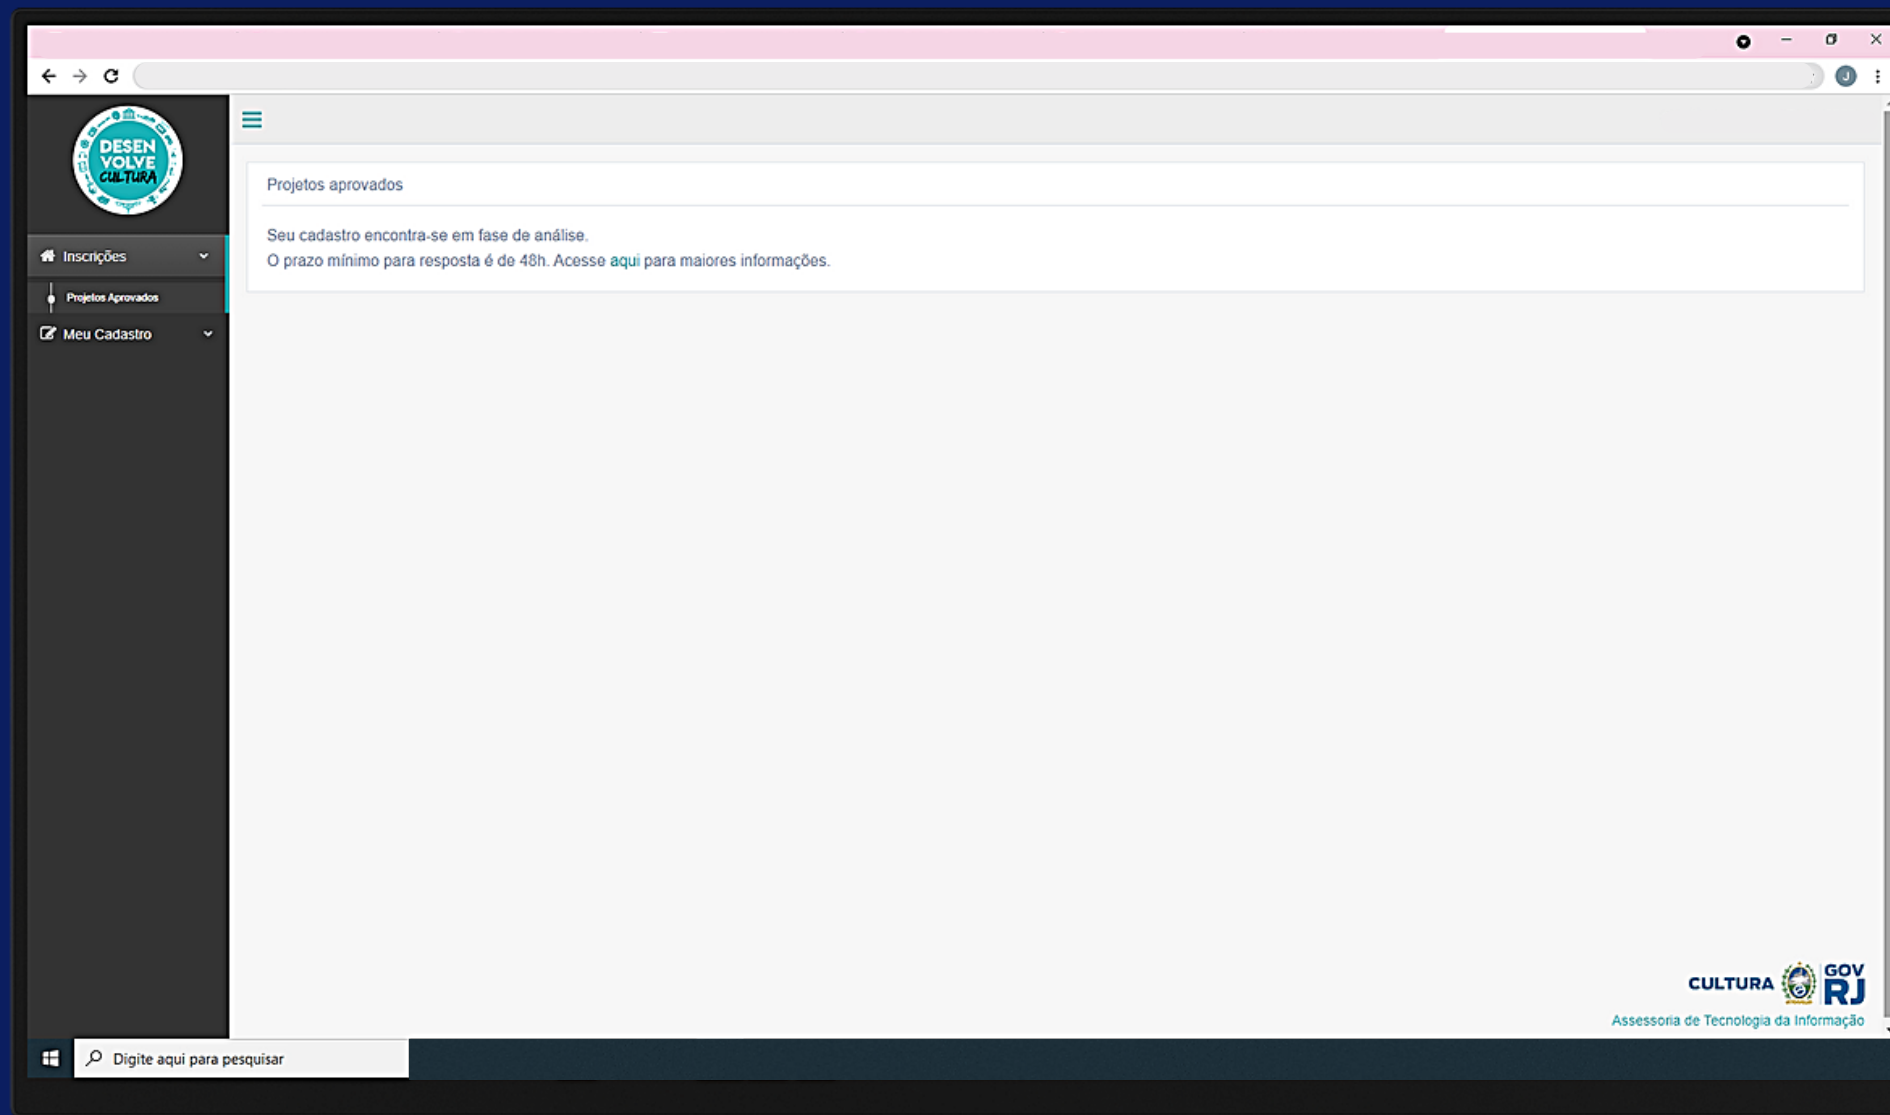 J
DESEN
VOLVE
CULTURA
Projetos aprovados
Seu cadastro encontra-se em fase de análise.
O prazo mínimo para resposta é de 48h. Acesse aqui para maiores informações.
Inscrições
Projetos Aprovados
Meu Cadastro
CULTURA GOV
RJ
Assessoria de Tecnologia da Informação
Digite aqui para pesquisar